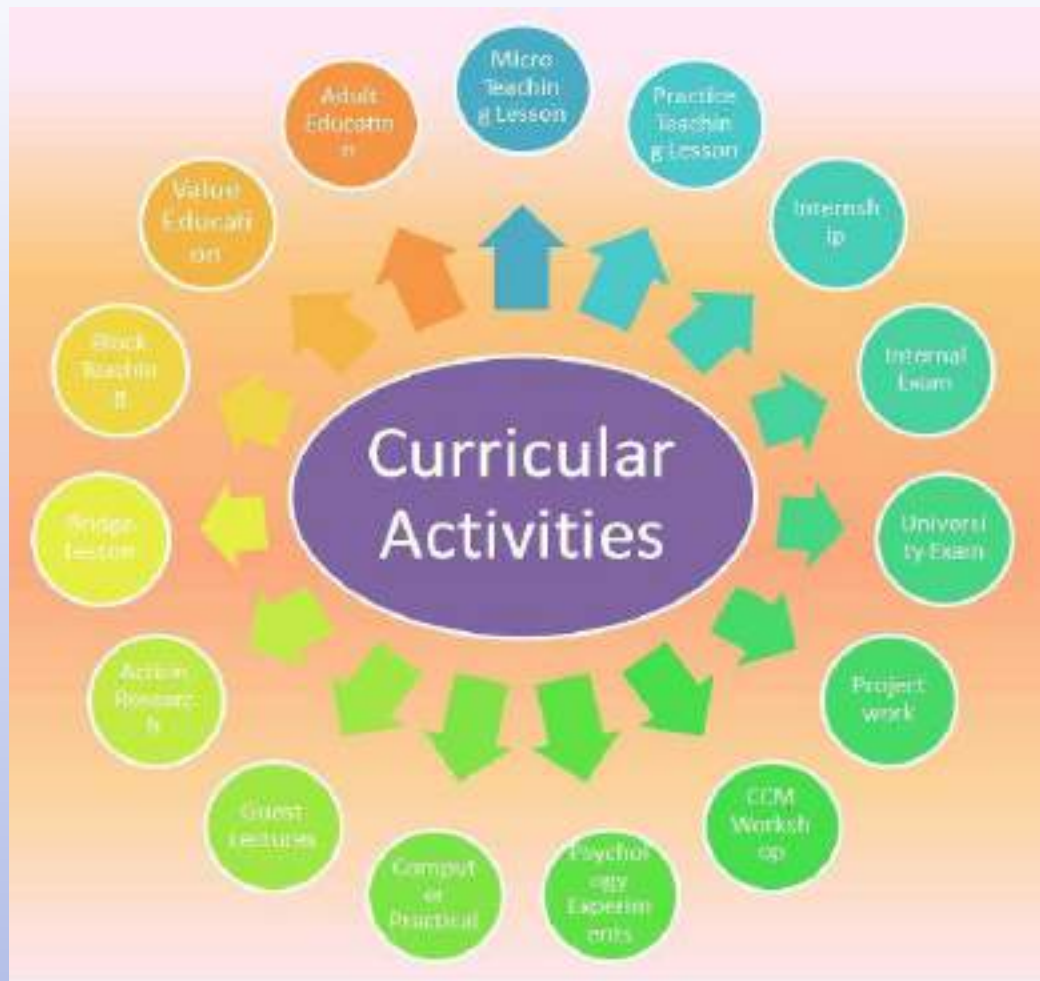 Curricular
Activities
Micro
Teachin
g Lesson
Practice
Teachin
g Lesson
Internsh
ip
Internal
Exam
Universi
ty Exam
Project
work
CCM
Worksh
op
Psychol
ogy
Experim
ents
Comput
er
Practical
Guest
Lectures
Action
Researc
h
Bridge
Lesson
Block
Teachin
g
Value
Educati
on
Adult
Educatio
n